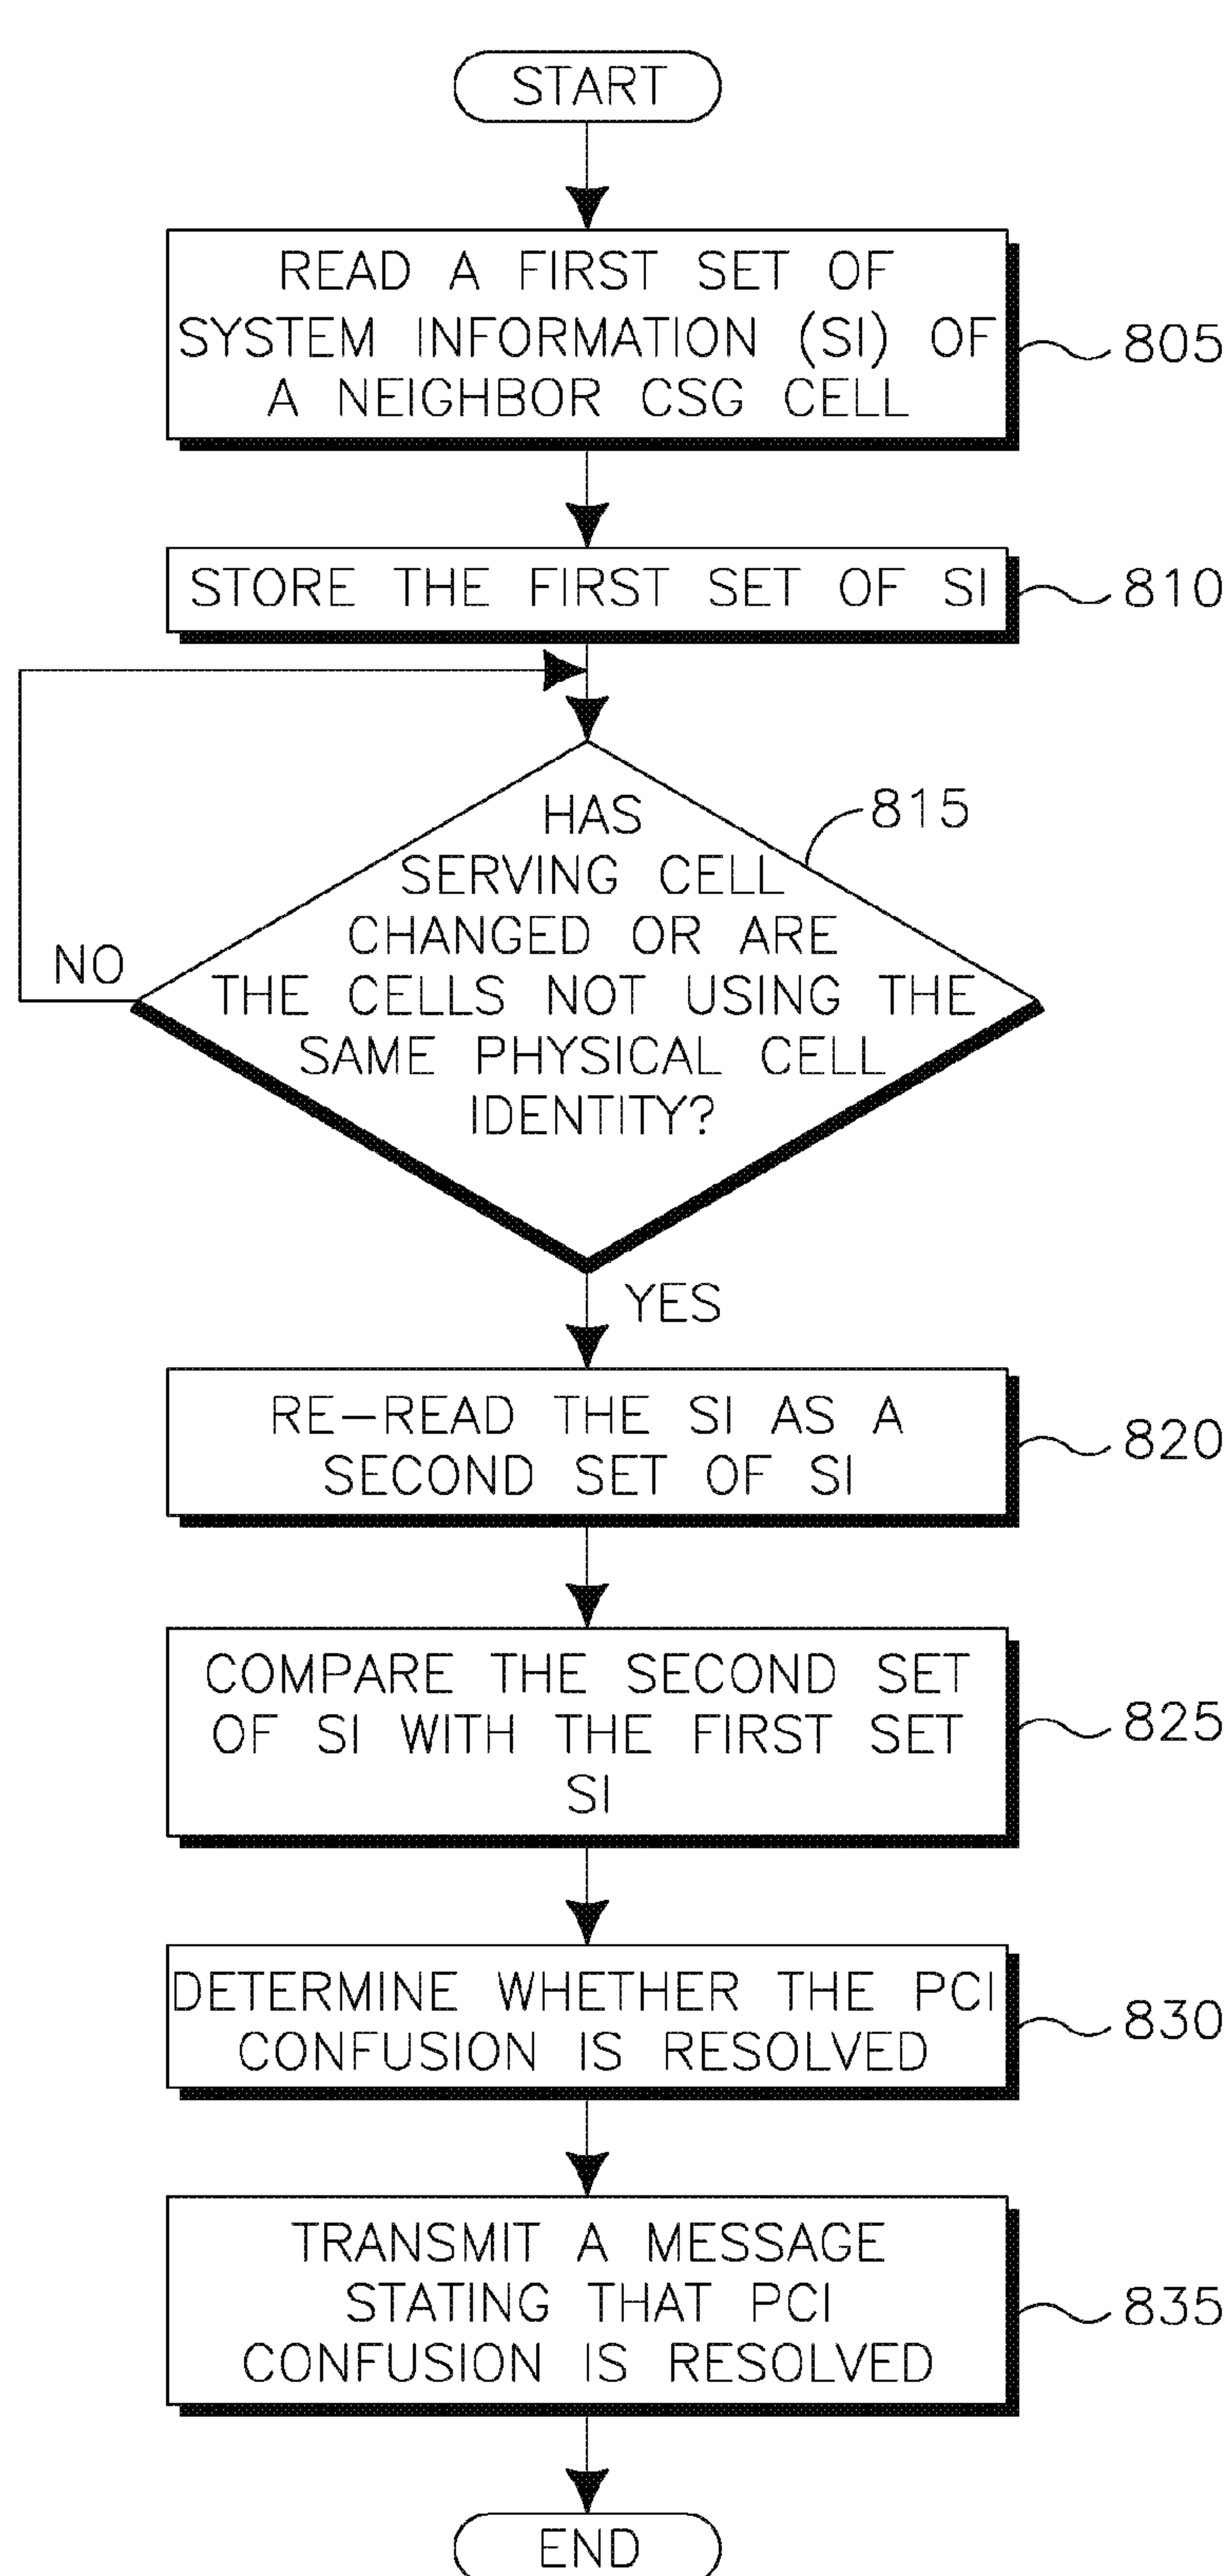 START
READ A FIRST SET OF
SYSTEM INFORMATION (SI) OF
A NEIGHBOR CSG CELL
805
STORE THE FIRST SET OF SI
810
HAS
SERVING CELL
CHANGED OR ARE
THE CELLS NOT USING THE
SAME PHYSICAL CELL
IDENTITY?
815
NO
YES
RE-READ THE SI AS A
SECOND SET OF SI
820
COMPARE THE SECOND SET
OF SI WITH THE FIRST SET
SI
825
DETERMINE WHETHER THE PCI
CONFUSION IS RESOLVED
830
TRANSMIT A MESSAGE
STATING THAT PCI
CONFUSION IS RESOLVED
835
END